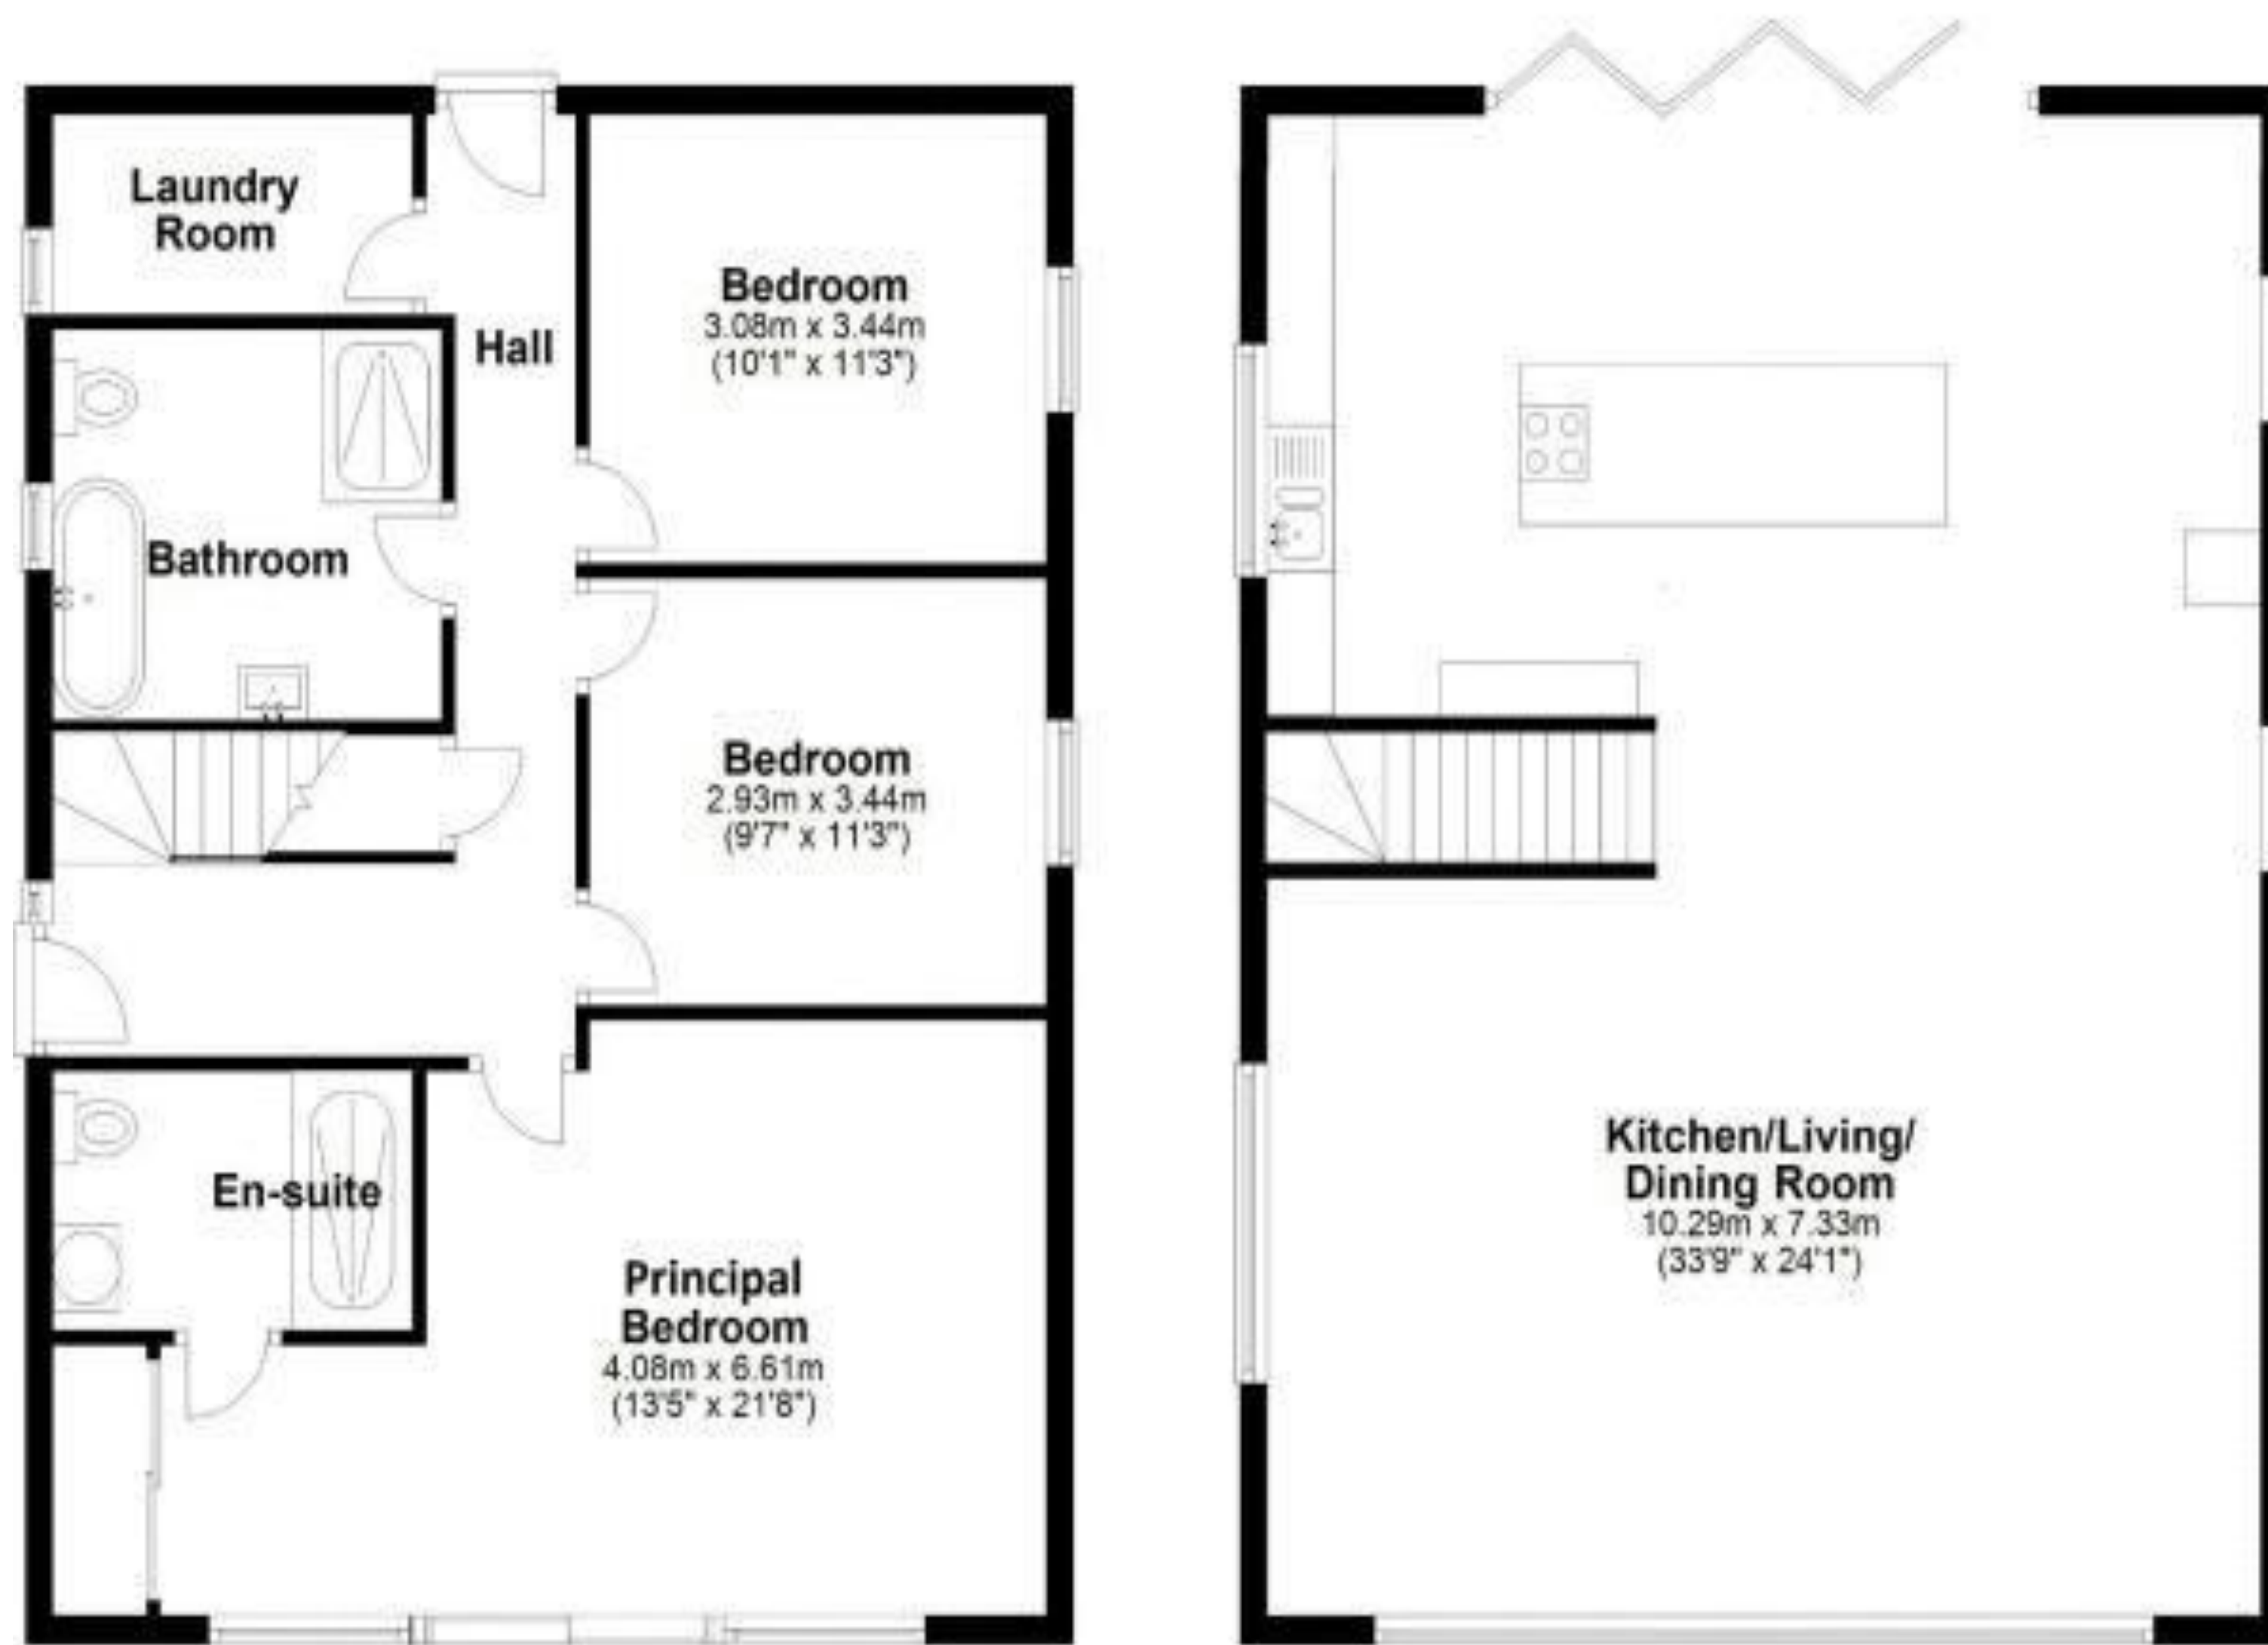 Laundry
Room
Hall
Bedroom
3.08m x 3.44m
(10'1" x 11'3")
Bathroom
Bedroom
2.93m x 3.44m
(9'7" x 11'3")
En-suite
Principal
Bedroom
4.08m x 6.61m
(13'5" x 21'8")
Kitchen/Living/
Dining Room
10.29m x 7.33m
(33'9" x 24'1")